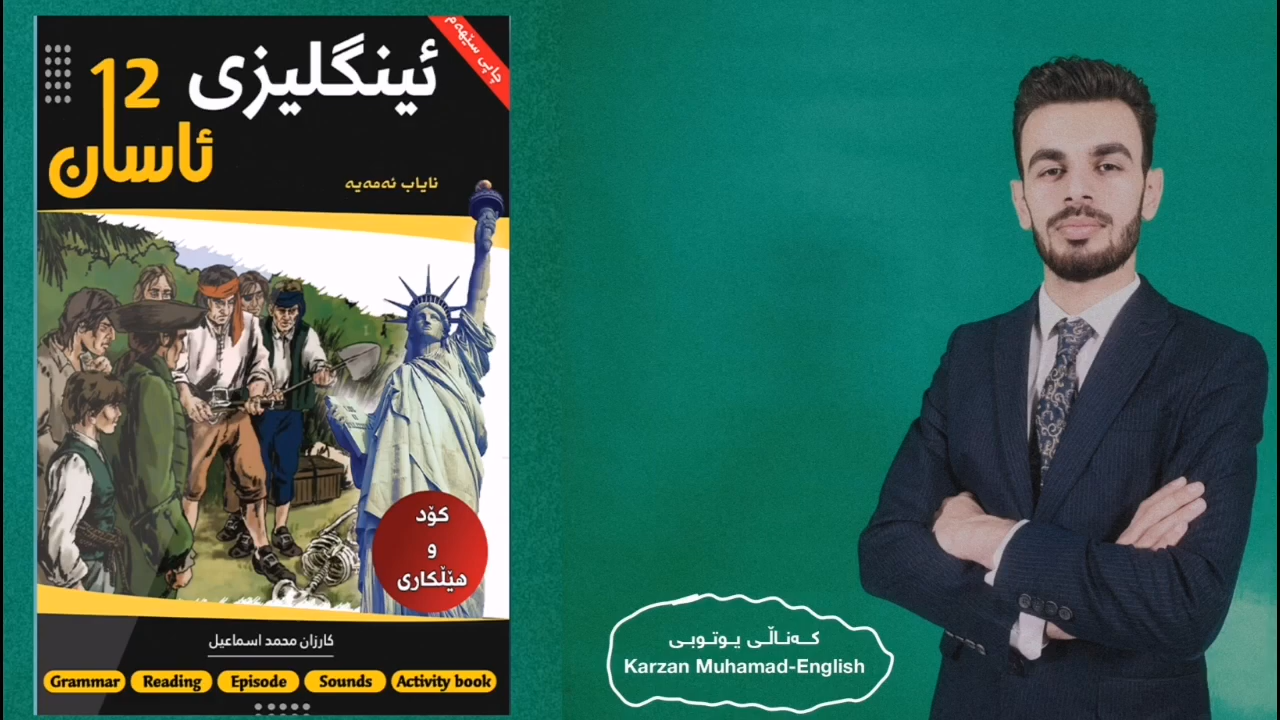 چاپی سێهەم
ئینگلیزی 12
ئاسان
نایاب ئەمەیە
کۆد
و
هێڵکاری
کارزان محمد اسماعیل
Grammar Reading Episode Sounds Activity book
کەناڵی یوتوبی
Karzan Muhamad-English